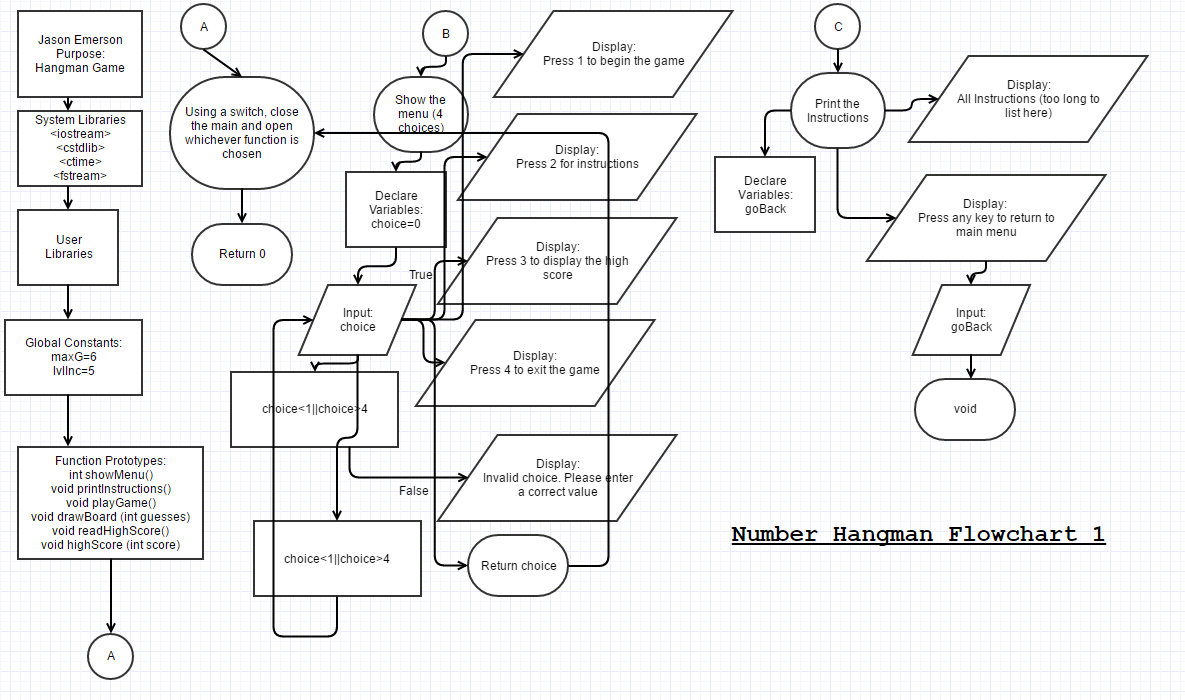 Jason Emerson
Purpose:
Hangman Game
System Libraries
<iostream>
<cstdlib>
<ctime>
<fstream>
User
Libraries
Global Constants:
maxG=6
lvlInc=5
Function Prototypes:
int showMenu()
void printInstructions()
void playGame()
void drawBoard (int guesses)
void readHighScore()
void highScore (int score)
A
A
Using a switch, close
the main and open
whichever function is
chosen
Return 0
B
Show the
menu (4
choices)
Declare
Variables:
choice=0
True
Input:
choice
choice<1||choice>4
False
choice<1||choice>4
Display:
Press 1 to begin the game
Display:
Press 2 for instructions
Display:
Press 3 to display the high
score
Display:
Press 4 to exit the game
Display:
Invalid choice. Please enter
a correct value
Return choice
C
Print the
Instructions
Display:
All Instructions (too long to
list here)
Declare
Variables:
goBack
Display:
Press any key to return to
main menu
Input:
goBack
void
Number Hangman Flowchart 1